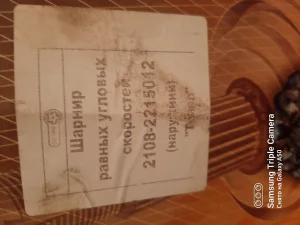 Шарнир
равных угловых
скоростей
2108-2215012
(наружный)
Samsung Triple Camera
Снято на Galaxy A50